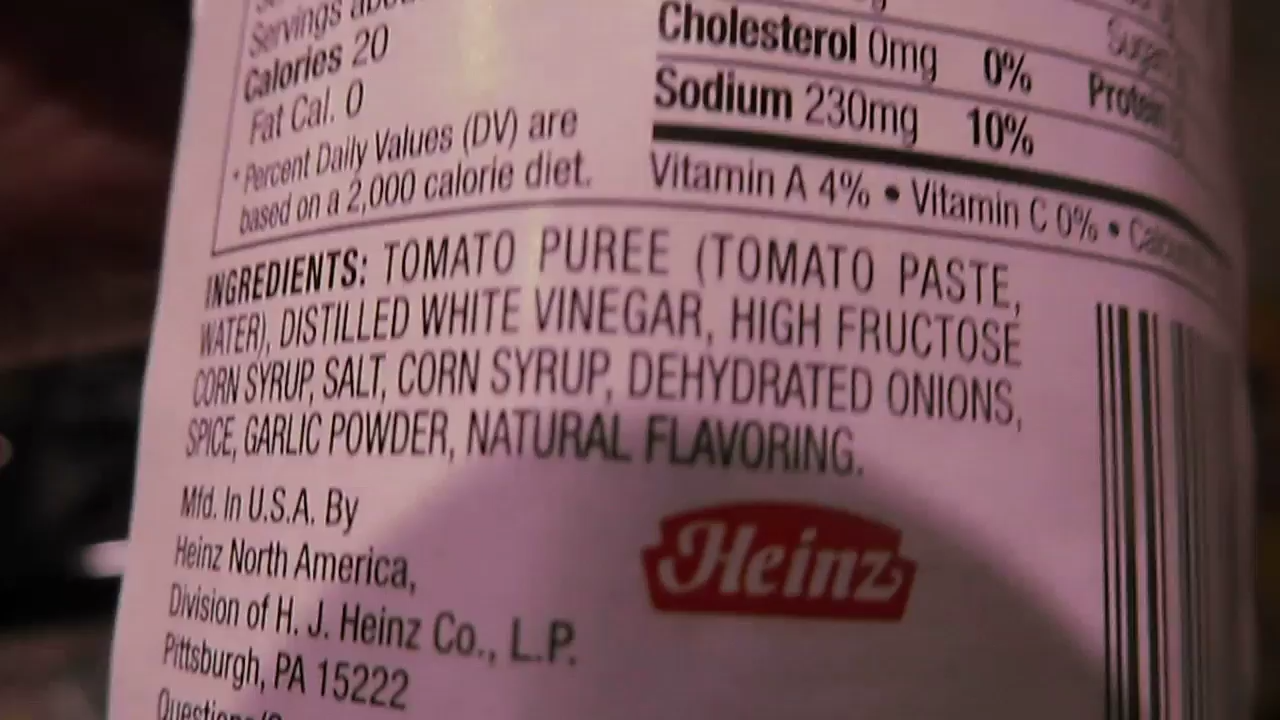 Servings
Calories 20
Fat Cal. 0
* Percent Daily Values (DV) are
based on a 2,000 calorie diet.
Cholesterol 0mg 0%
Sugars
Sodium 230mg 10%
Protein
Vitamin A 4% • Vitamin C 0% •
INGREDIENTS: TOMATO PUREE (TOMATO PASTE,
WATER), DISTILLED WHITE VINEGAR, HIGH FRUCTOSE
CORN SYRUP, SALT, CORN SYRUP, DEHYDRATED ONIONS,
SPICE, GARLIC POWDER, NATURAL FLAVORING.
Mfd. In U.S.A. By
Heinz North America,
Division of H. J. Heinz Co., L.P.
Pittsburgh, PA 15222
Heinz